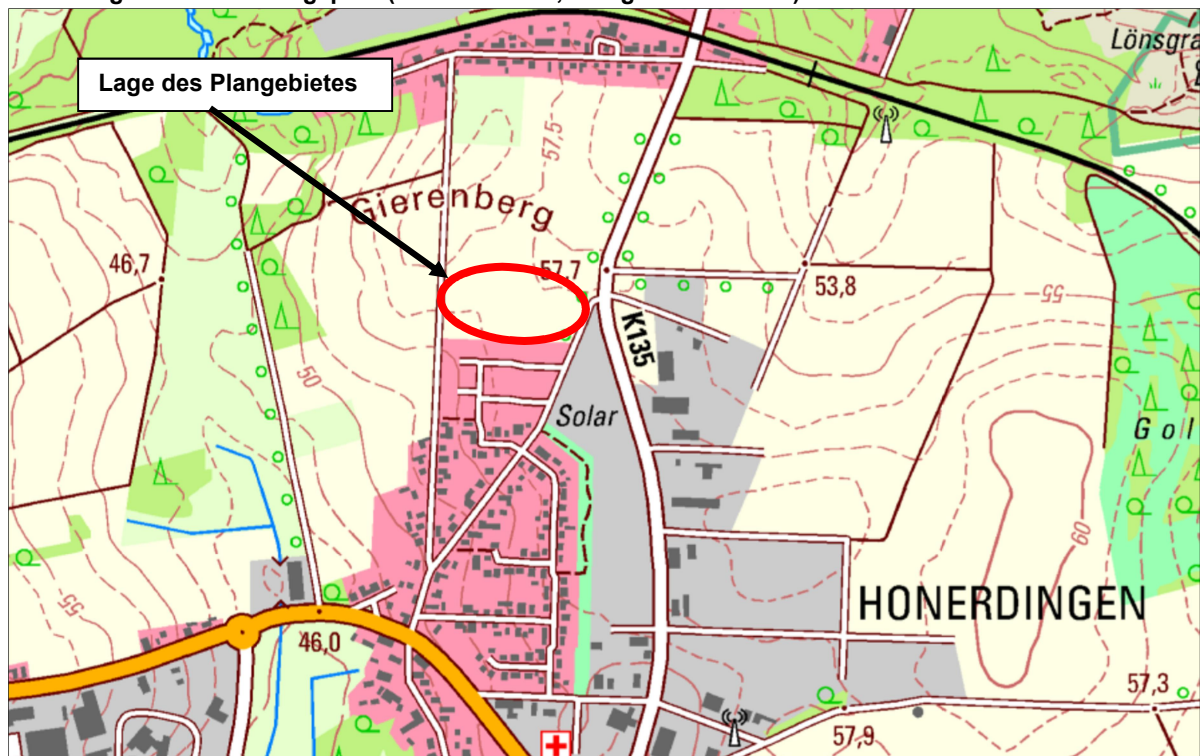 Lage des Plangebietes
Lönsgra
57,5
Gierenberg
46,7
57,7
53,8
55
K135
50
Solar
Gol
60
55
HONERDINGEN
46,0
57,3
57,9